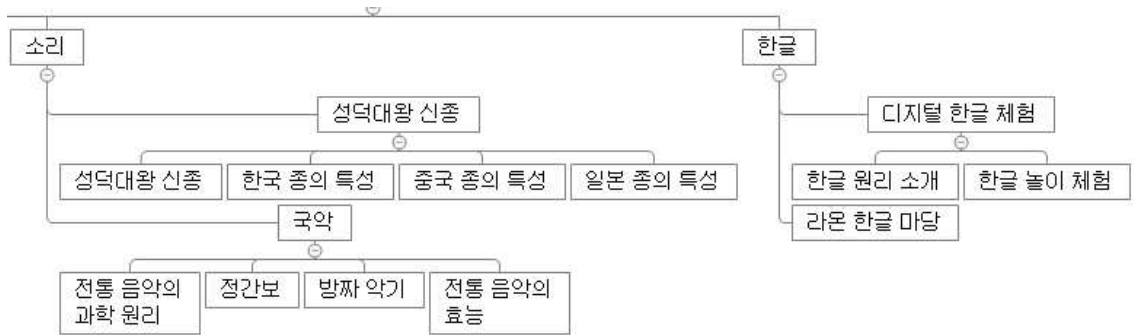 소리
한글
성덕대왕 신종
디지털 한글 체험
성덕대왕 신종
한국 종의 특성
중국 종의 특성
일본 종의 특성
한글 원리 소개
한글 놀이 체험
국악
라온 한글 마당
전통 음악의
과학 원리
정간보
방짜 악기
전통 음악의
효능